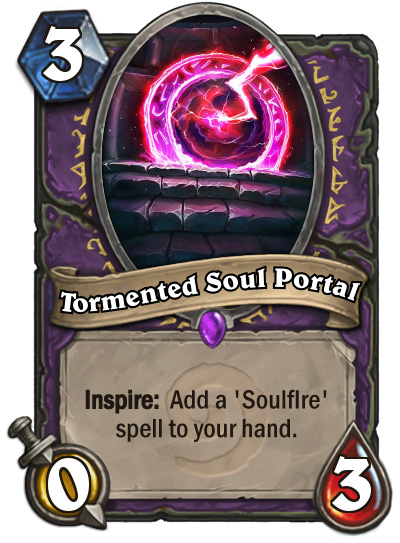 3
Tormented Soul Portal
Inspire: Add a 'Soulfire'
spell to your hand.
0
3